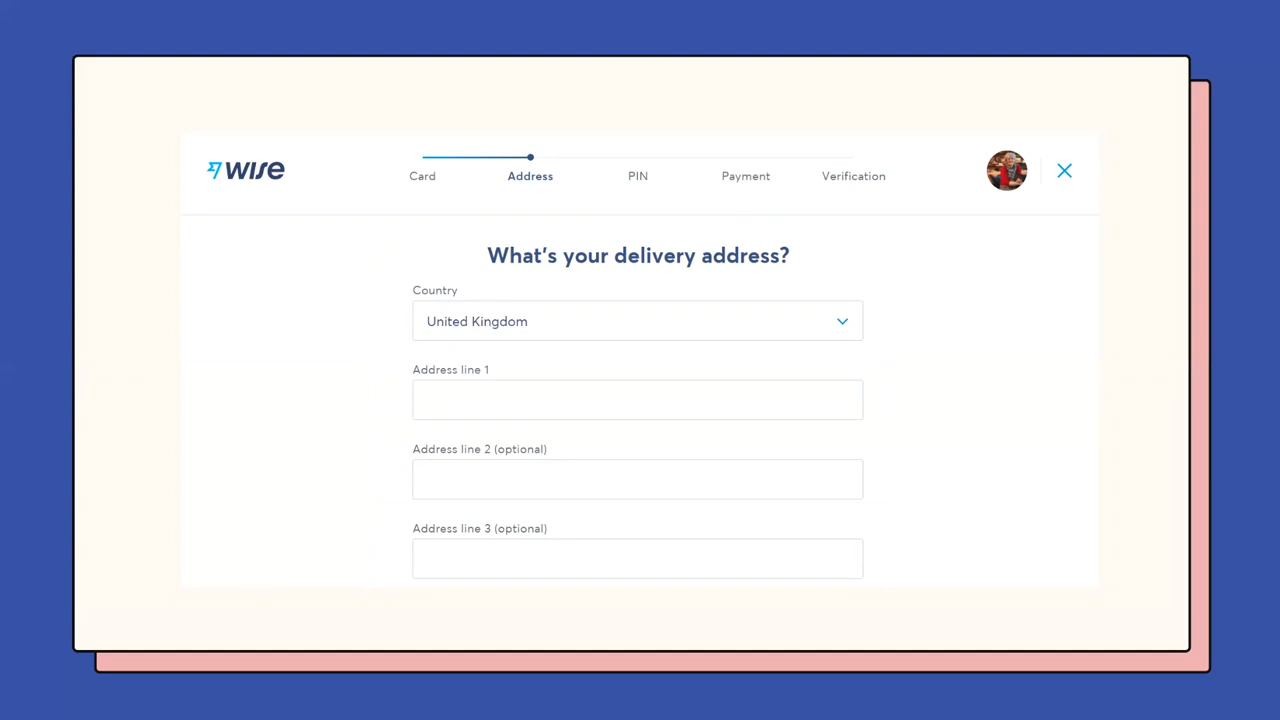 wise
Card Address PIN Payment Verification
What's your delivery address?
Country
United Kingdom
Address line 1
Address line 2 (optional)
Address line 3 (optional)